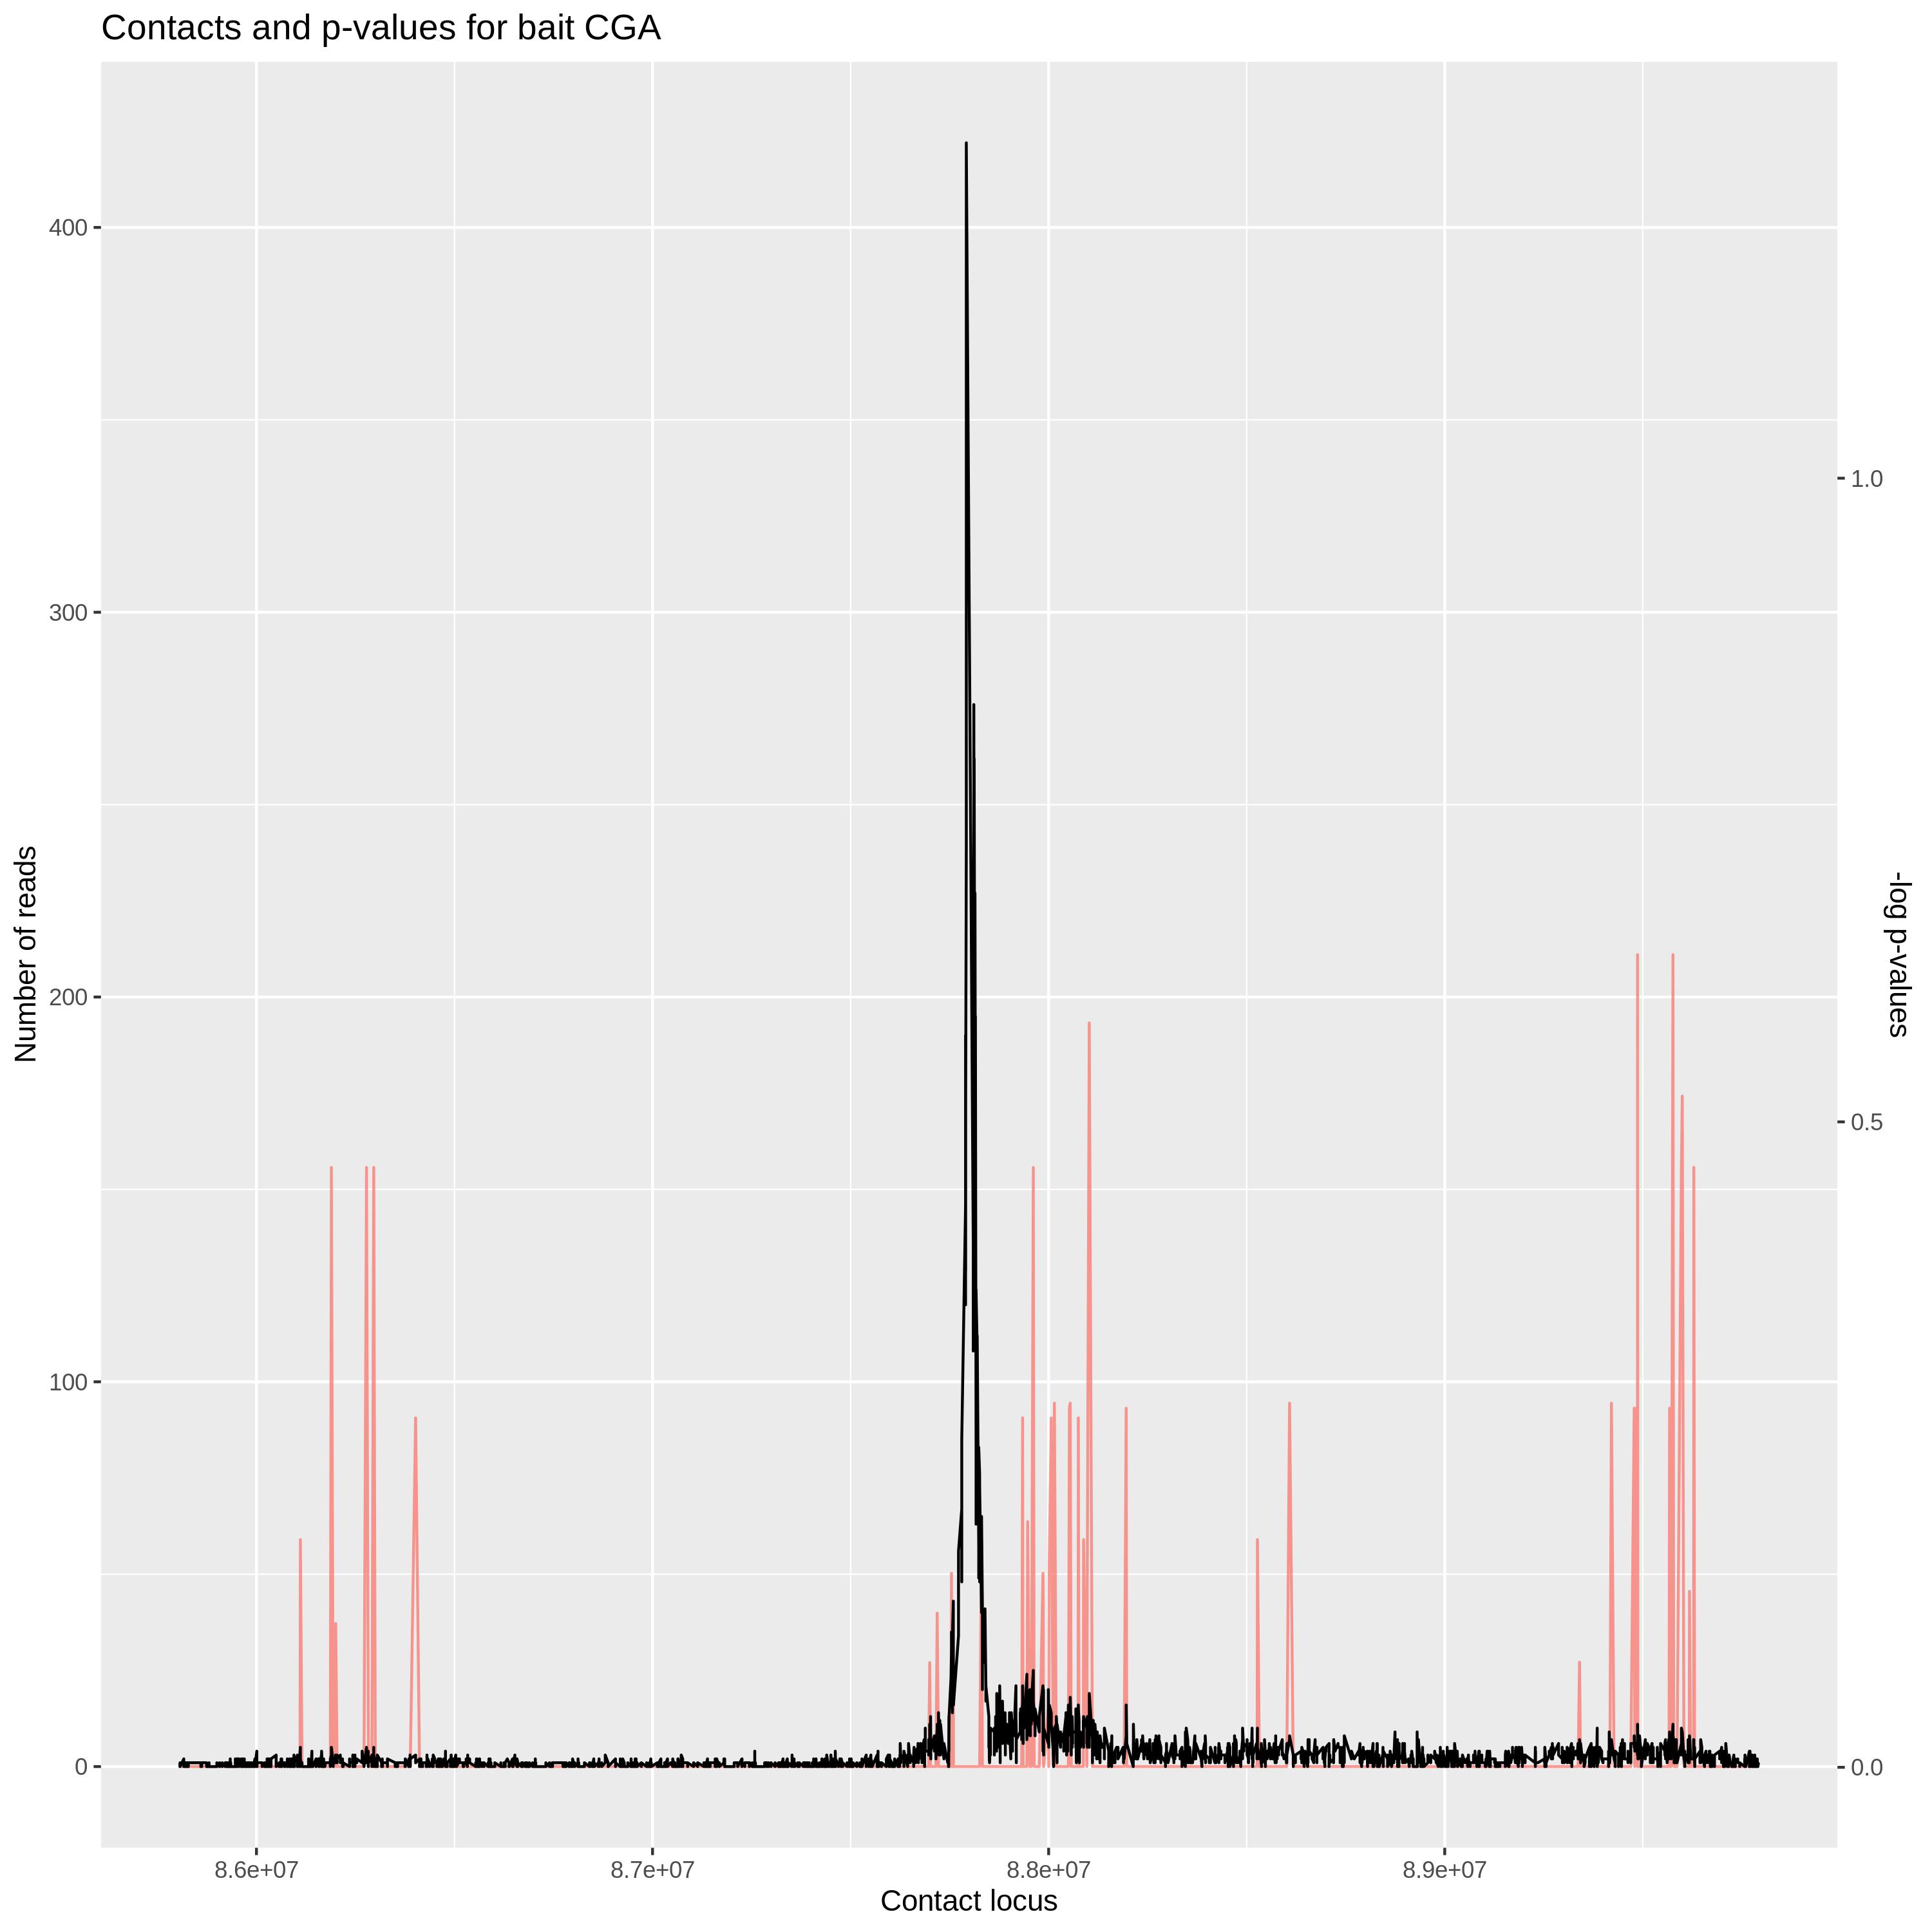 Contacts and p-values for bait CGA
Number of reads
400
300
200
100
0
1.0
0.5
0.0
-log p-values
8.6e+07
8.7e+07
8.8e+07
8.9e+07
Contact locus